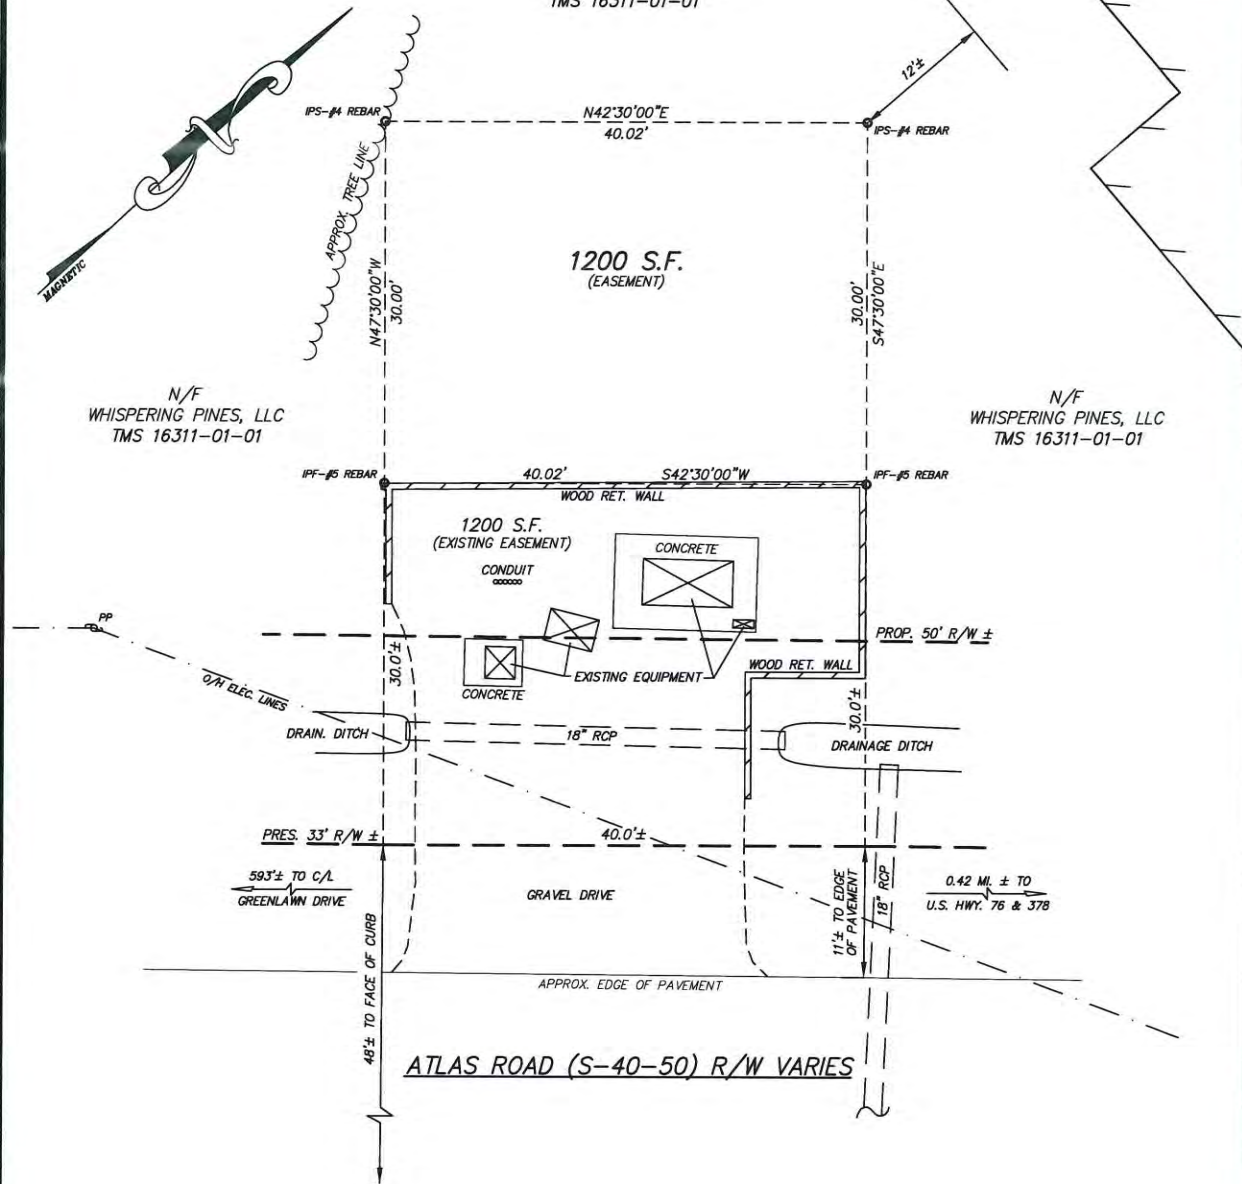 TMS 16311-01-01
12'±
IPS-#4 REBAR
N42°30'00"E
40.02'
IPS-#4 REBAR
APPROX. TREE LINE
MAGNETIC
1200 S.F.
(EASEMENT)
N47°30'00"W
30.00'
30.00'
S47°30'00"E
N/F
WHISPERING PINES, LLC
TMS 16311-01-01
N/F
WHISPERING PINES, LLC
TMS 16311-01-01
IPF-#5 REBAR
40.02'
S42°30'00"W
IPF-#5 REBAR
WOOD RET. WALL
1200 S.F.
(EXISTING EASEMENT)
CONDUIT
CONCRETE
PP
PROP. 50' R/W ±
30.0'±
EXISTING EQUIPMENT
WOOD RET. WALL
CONCRETE
O/H ELEC. LINES
30.0'±
DRAIN. DITCH
18" RCP
DRAINAGE DITCH
PRES. 33' R/W ±
40.0'±
593'± TO C/L
GREENLAWN DRIVE
GRAVEL DRIVE
11'± TO EDGE
OF PAVEMENT
18" RCP
0.42 MI. ± TO
U.S. HWY. 76 & 378
48'± TO FACE OF CURB
APPROX. EDGE OF PAVEMENT
ATLAS ROAD (S-40-50) R/W VARIES